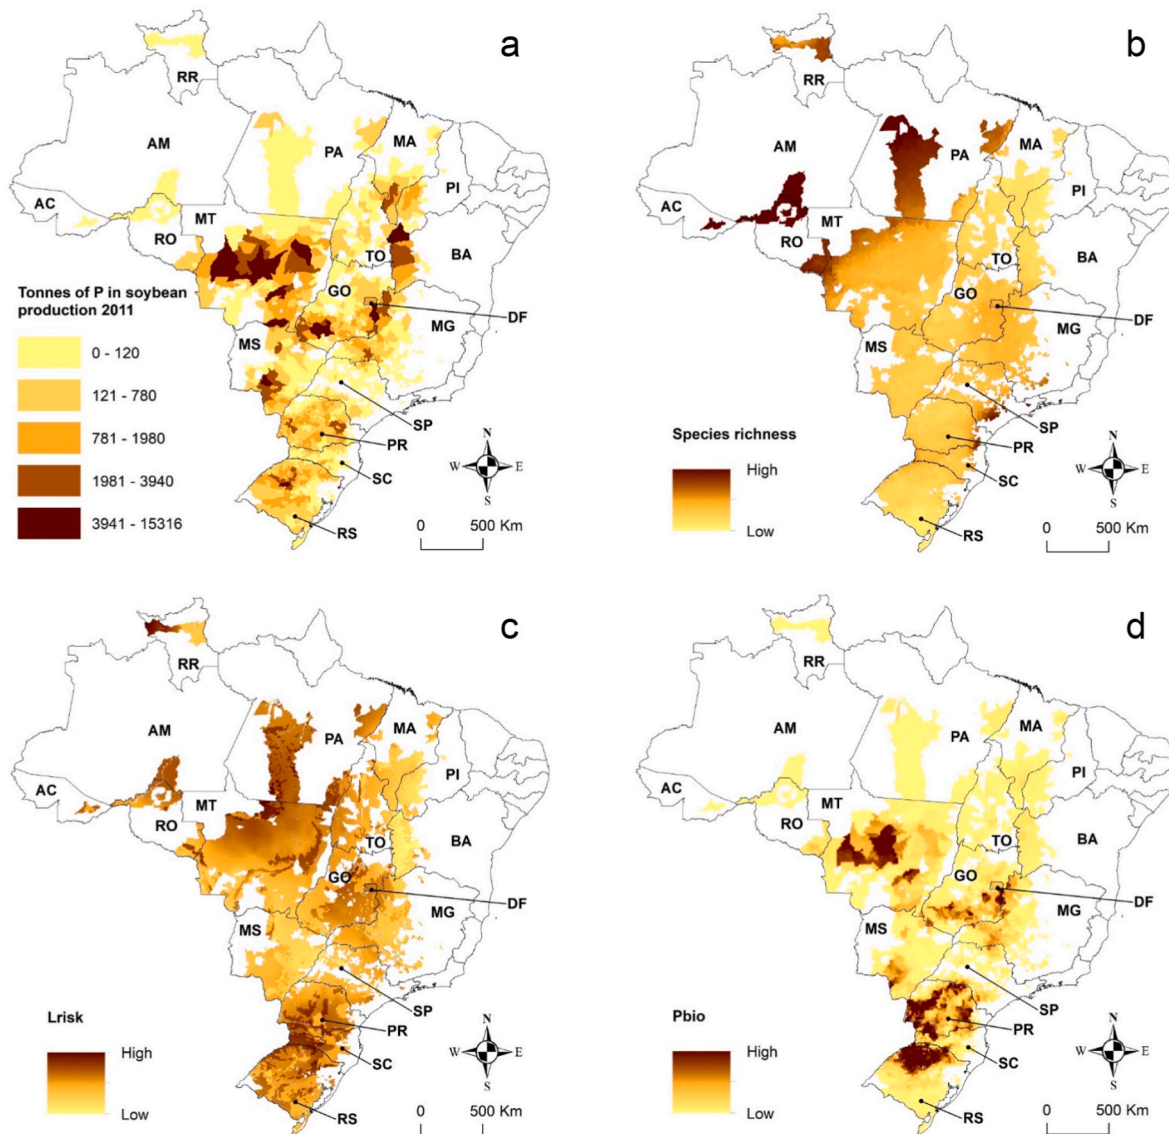 a
RR
AM
PA
MA
AC
PI
MT
RO
TO
BA
Tonnes of P in soybean
production 2011
GO
DF
MG
0 - 120
MS
121 - 780
781 - 1980
SP
1981 - 3940
PR
N
W E
S
SC
3941 - 15316
RS
0 500 Km
b
RR
AM
PA
MA
AC
PI
MT
RO
TO
BA
GO
DF
MG
MS
SP
Species richness
High
Low
PR
N
W E
S
SC
RS
0 500 Km
c
RR
AM
PA
MA
AC
PI
MT
RO
TO
BA
GO
DF
MG
MS
SP
Lrisk
High
Low
PR
N
W E
S
SC
RS
0 500 Km
d
RR
AM
PA
MA
AC
PI
MT
RO
TO
BA
GO
DF
MG
MS
SP
Pbio
High
Low
PR
N
W E
S
SC
RS
0 500 Km